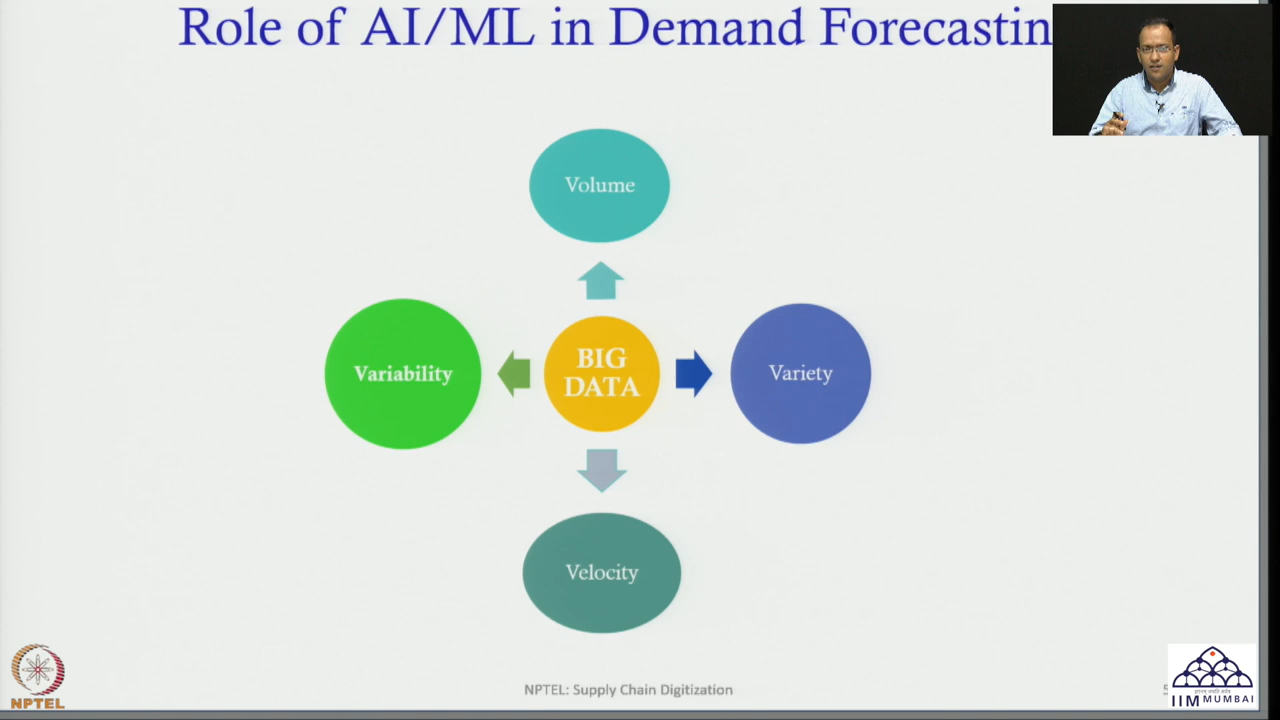 Role of AI/ML in Demand Forecastin
Volume
Variability
BIG
DATA
Variety
Velocity
NPTEL
NPTEL: Supply Chain Digitization
IIM MUMBAI